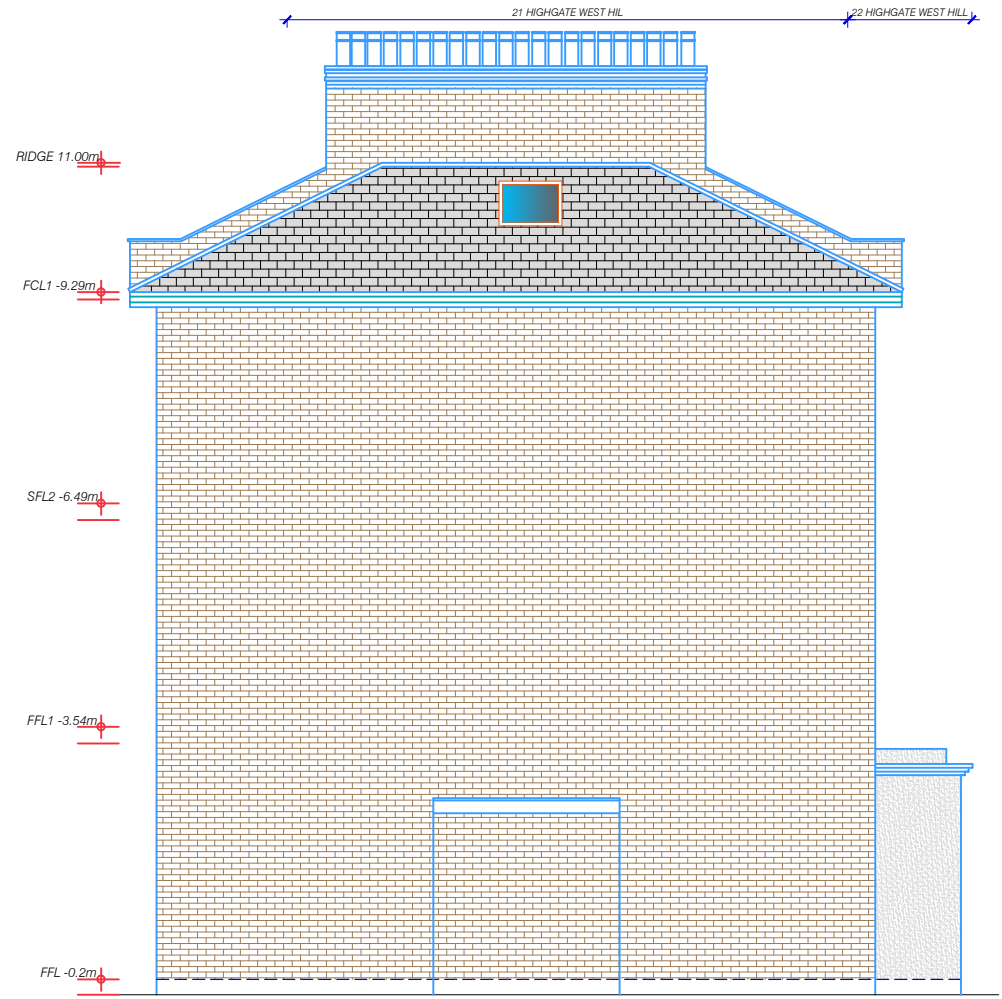 21 HIGHGATE WEST HIL
22 HIGHGATE WEST HILL
RIDGE 11.00m
FCL1 -9.29m
SFL2 -6.49m
FFL1 -3.54m
FFL -0.2m